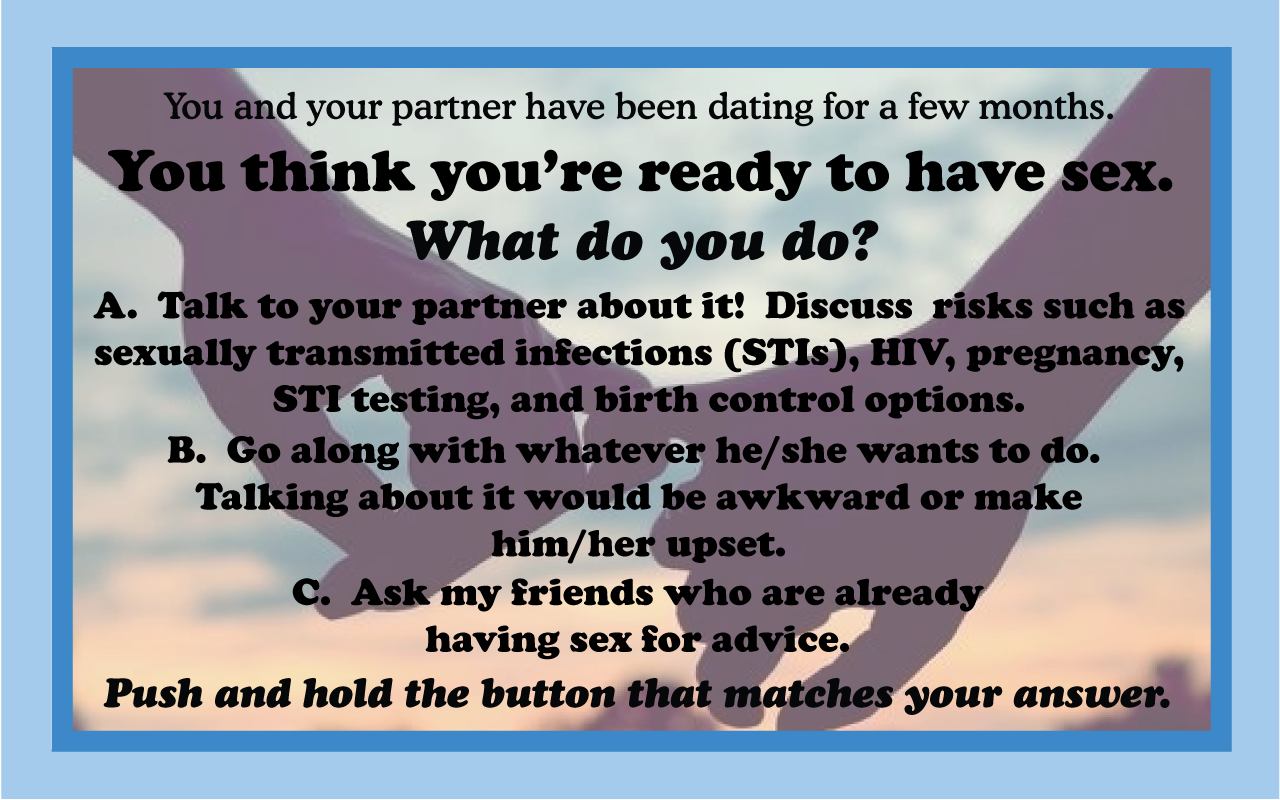 You and your partner have been dating for a few months.
You think you’re ready to have sex.
What do you do?
A.  Talk to your partner about it!  Discuss  risks such as
sexually transmitted infections (STIs), HIV, pregnancy,
STI testing, and birth control options.
B.  Go along with whatever he/she wants to do.
Talking about it would be awkward or make
him/her upset.
C.  Ask my friends who are already
having sex for advice.
Push and hold the button that matches your answer.